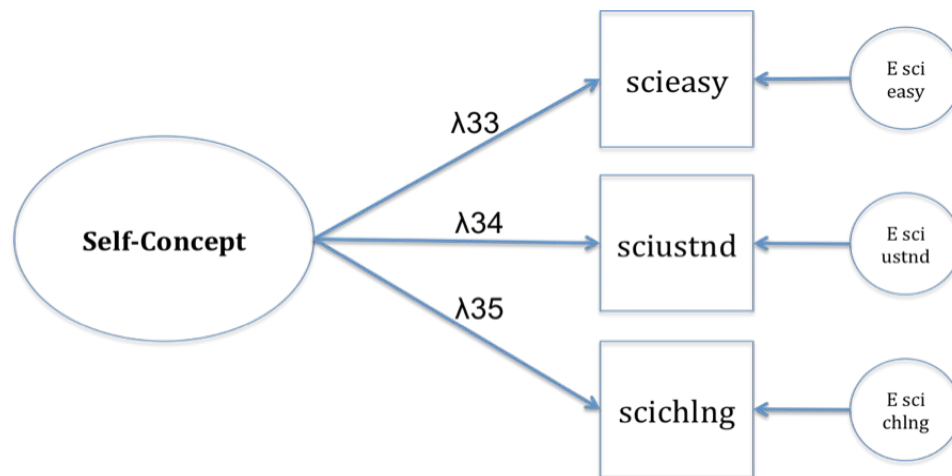 scieasy
E sci
easy
λ33
Self-Concept
λ34
sciustnd
E sci
ustnd
λ35
scichlng
E sci
chlng